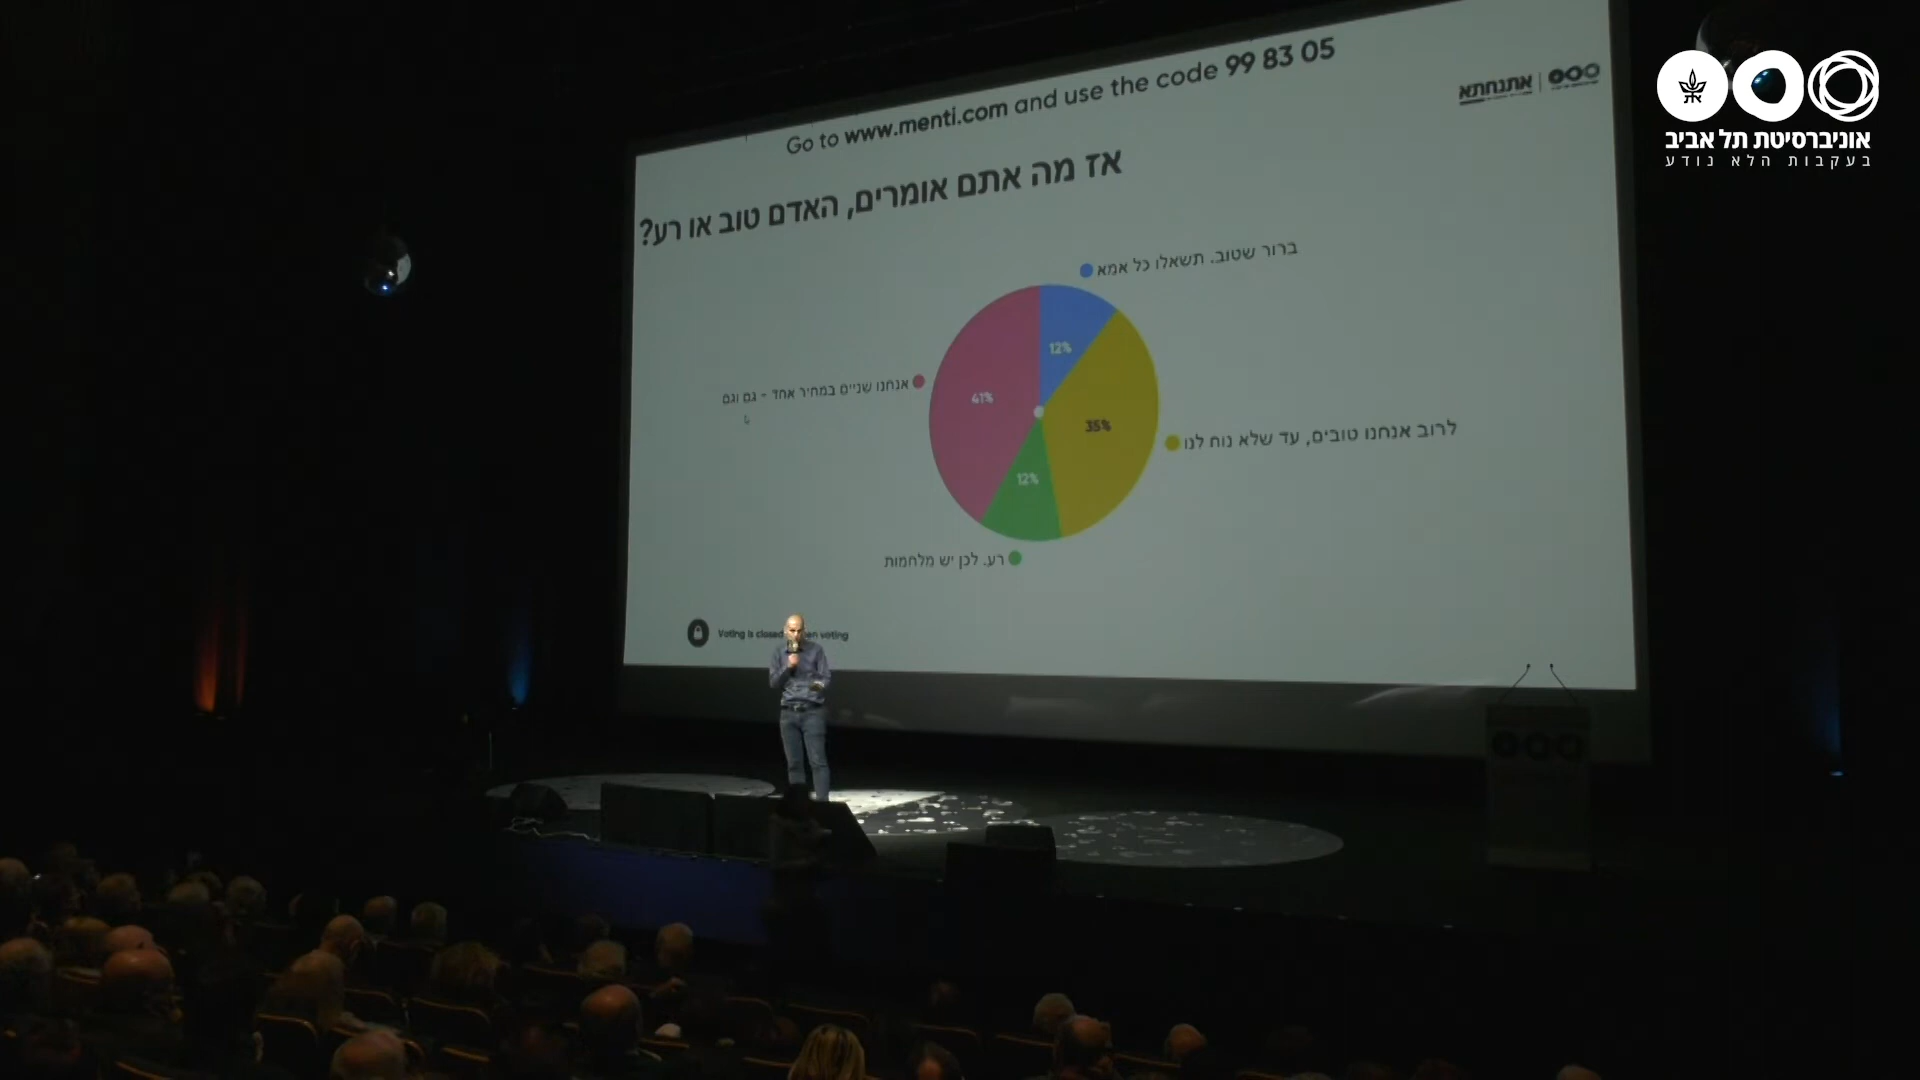 Go to www.menti.com and use the code 99 83 05
אתנחתא
אוניברסיטת תל אביב
בעקבות הלא נודע
אז מה אתם אומרים, האדם טוב או רע?
ברור שטוב. תשאלו כל אמא
12%
אנחנו שניים במחיר אחד - גם וגם
41%
35%
לרוב אנחנו טובים, עד שלא נוח לנו
12%
רע. לכן יש מלחמות
Voting is closed
voting